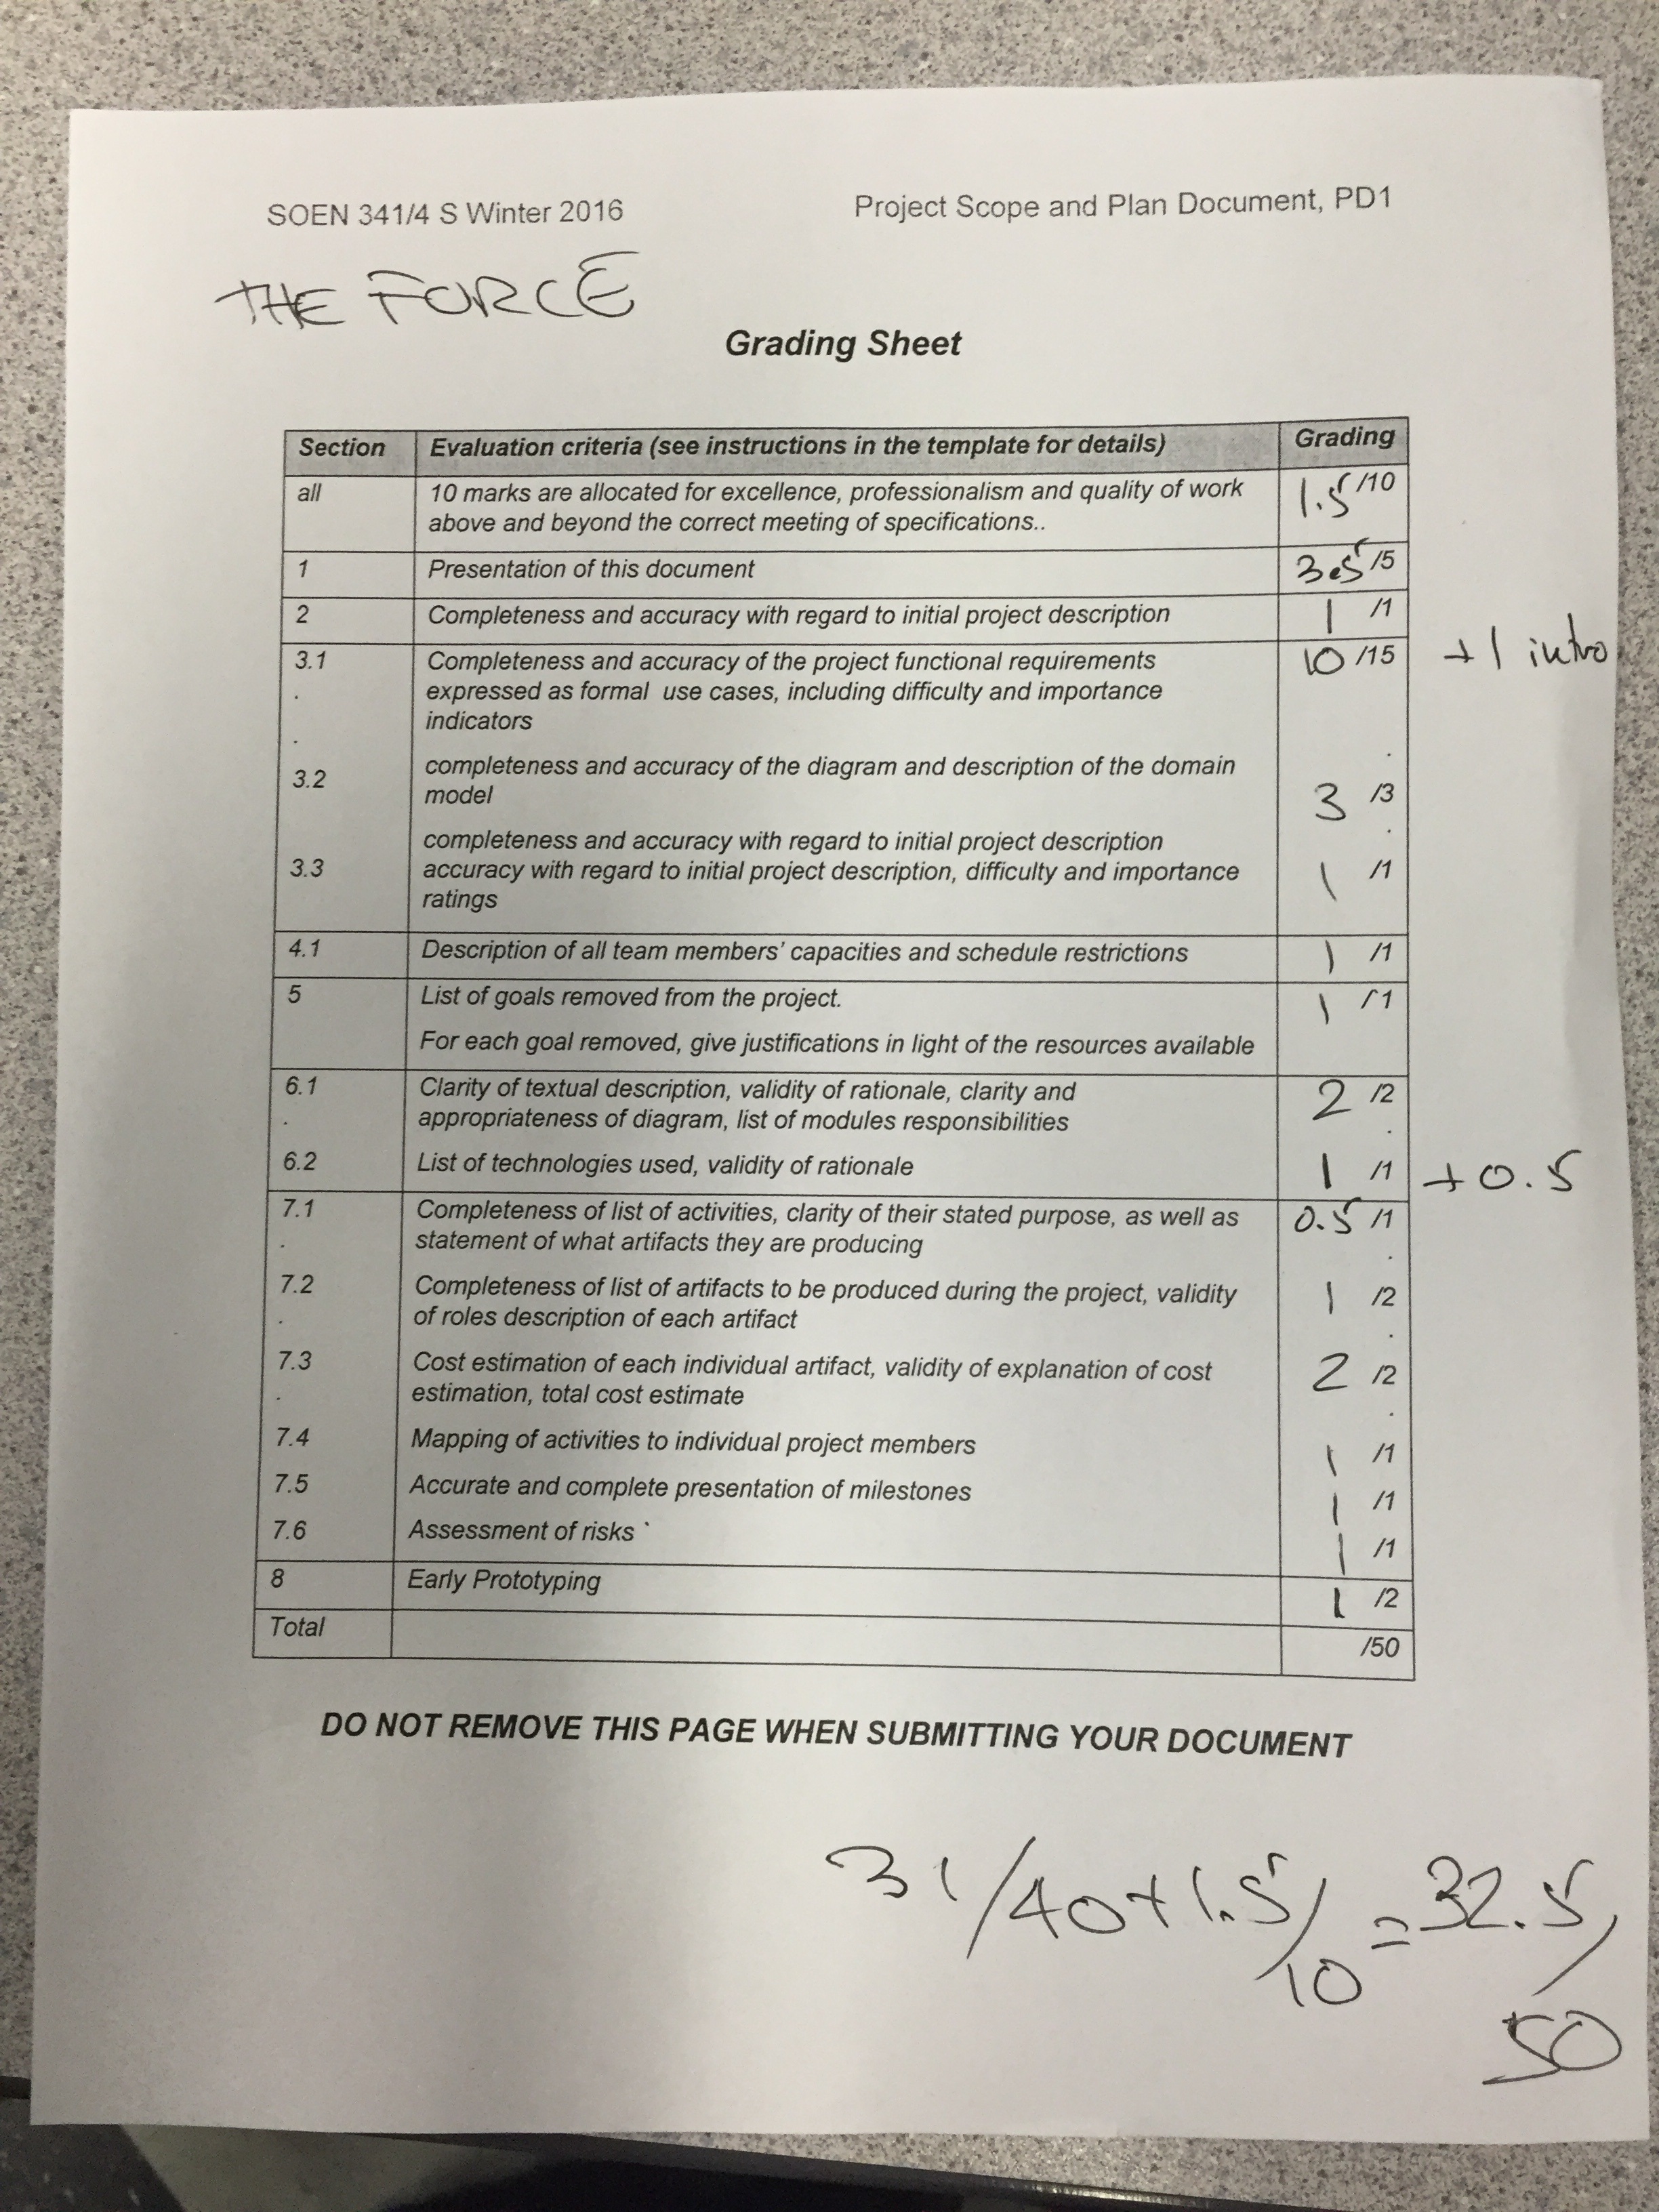 SOEN 341/4 S Winter 2016 Project Scope and Plan Document, PD1
THE FORCE
Grading Sheet
Section Evaluation criteria (see instructions in the template for details) Grading
all 10 marks are allocated for excellence, professionalism and quality of work 1.5 /10
above and beyond the correct meeting of specifications..
1 Presentation of this document 3.5 /5
2 Completeness and accuracy with regard to initial project description 1 /1
3.1 Completeness and accuracy of the project functional requirements 10 /15 +1 intro
. expressed as formal use cases, including difficulty and importance
indicators
.
completeness and accuracy of the diagram and description of the domain
3.2 model 3 /3
.
completeness and accuracy with regard to initial project description
3.3 accuracy with regard to initial project description, difficulty and importance 1 /1
ratings
4.1 Description of all team members' capacities and schedule restrictions 1 /1
5 List of goals removed from the project. 1 /1
For each goal removed, give justifications in light of the resources available
6.1 Clarity of textual description, validity of rationale, clarity and 2 /2
. appropriateness of diagram, list of modules responsibilities .
6.2 List of technologies used, validity of rationale 1 /1 +0.5
7.1 Completeness of list of activities, clarity of their stated purpose, as well as 0.5 /1
. statement of what artifacts they are producing .
7.2 Completeness of list of artifacts to be produced during the project, validity 1 /2
. of roles description of each artifact .
7.3 Cost estimation of each individual artifact, validity of explanation of cost 2 /2
. estimation, total cost estimate .
7.4 Mapping of activities to individual project members 1 /1
7.5 Accurate and complete presentation of milestones 1 /1
7.6 Assessment of risks 1 /1
8 Early Prototyping 1 /2
Total /50
DO NOT REMOVE THIS PAGE WHEN SUBMITTING YOUR DOCUMENT
31/40+1.5/10=32.5/50